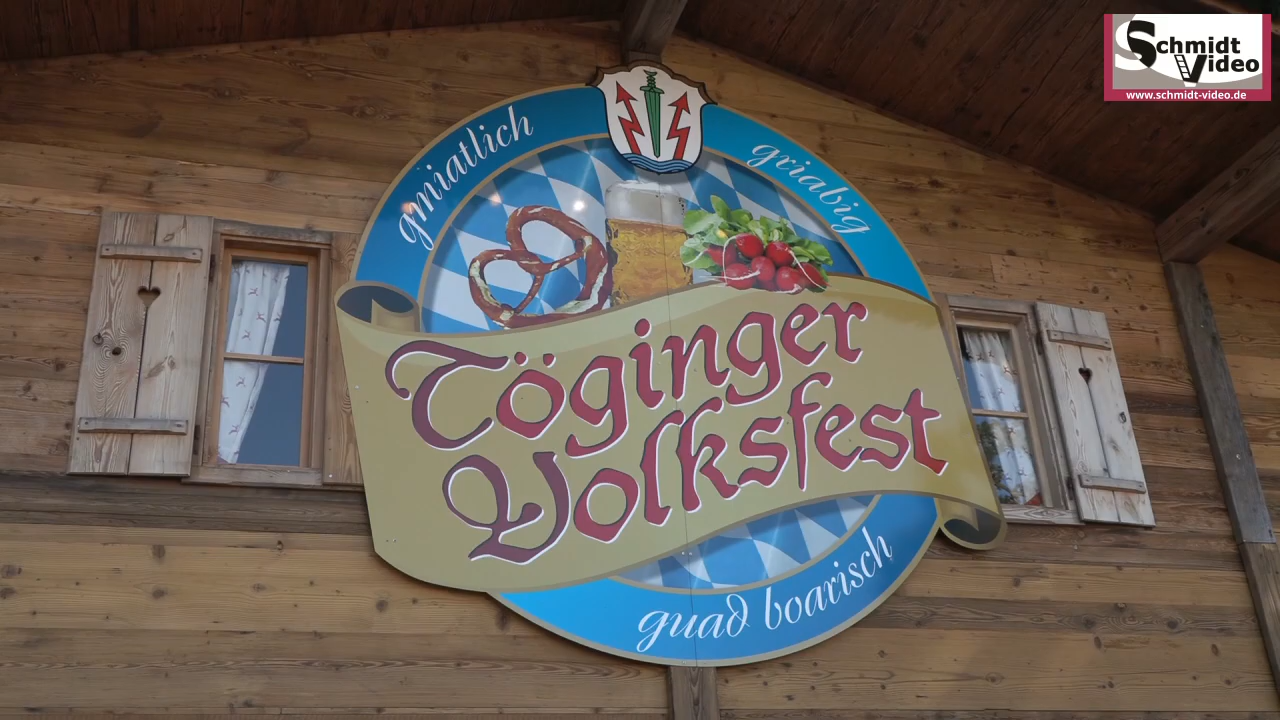 Schmidt
Video
www.schmidt-video.de
gmiatlich
griabig
Töginger
Volksfest
guad boarisch